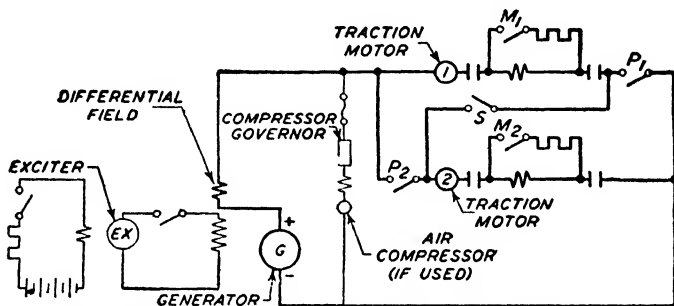 TRACTION
MOTOR
M1
P1
1
DIFFERENTIAL
FIELD
COMPRESSOR
GOVERNOR
S
M2
EXCITER
P2
2
TRACTION
MOTOR
EX
+
G
-
AIR
COMPRESSOR
(IF USED)
GENERATOR